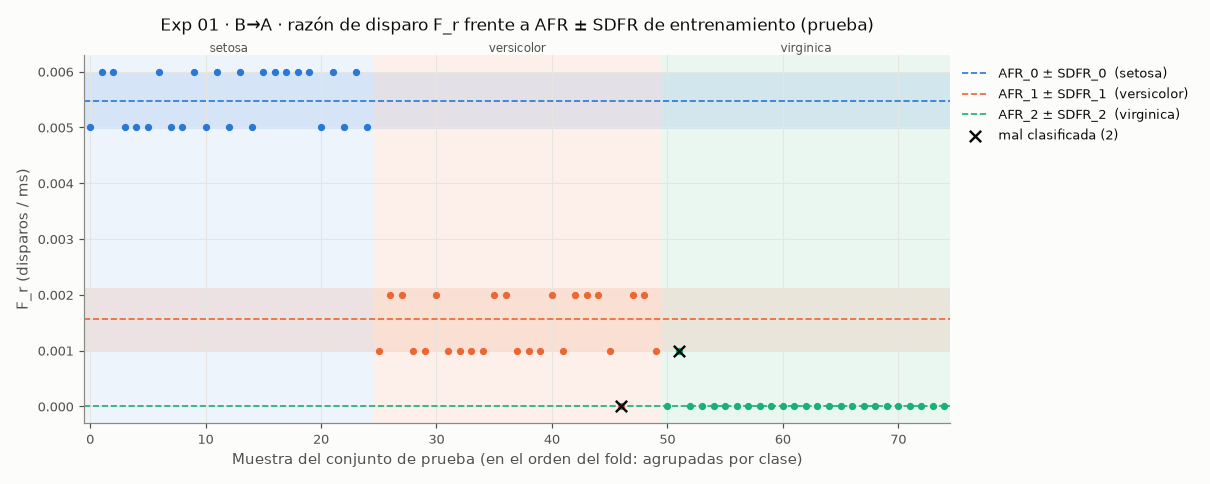 Exp 01 · B→A · razón de disparo F_r frente a AFR ± SDFR de entrenamiento (prueba)
setosa
versicolor
virginica
AFR_0 ± SDFR_0 (setosa)
AFR_1 ± SDFR_1 (versicolor)
AFR_2 ± SDFR_2 (virginica)
mal clasificada (2)
F_r (disparos / ms)
0.006
0.005
0.004
0.003
0.002
0.001
0.000
0 10 20 30 40 50 60 70
Muestra del conjunto de prueba (en el orden del fold: agrupadas por clase)